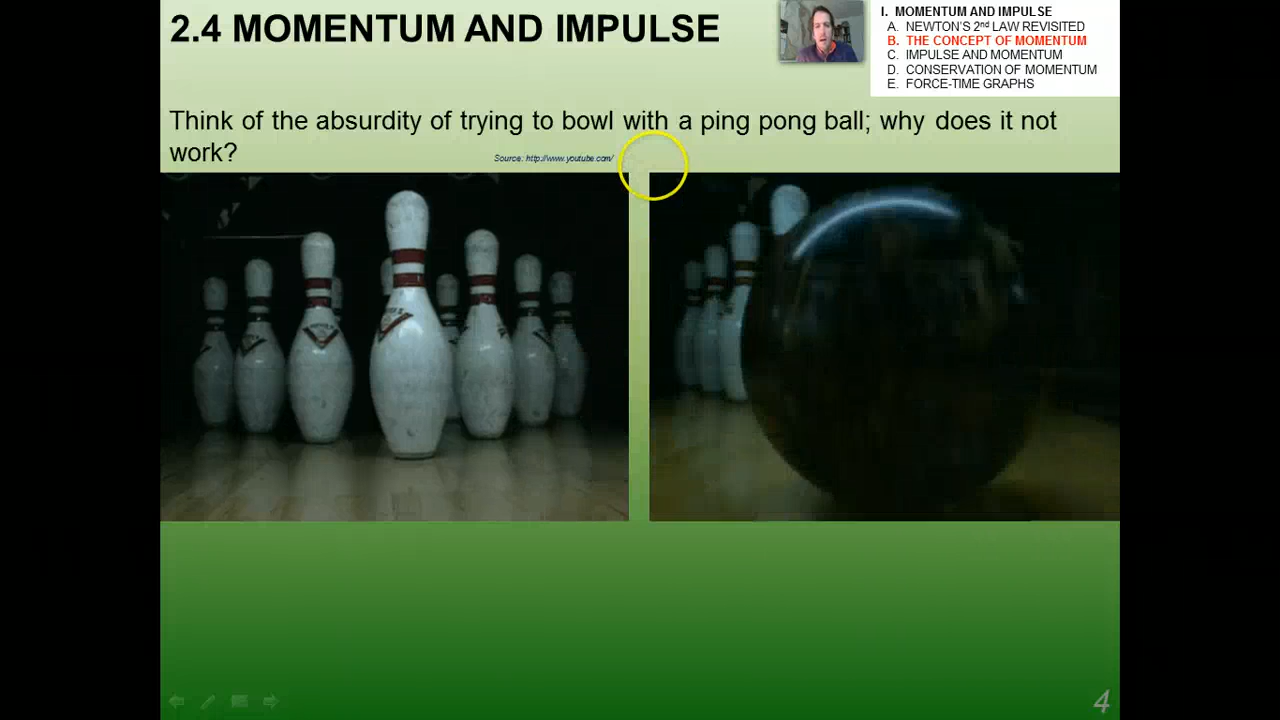 2.4 MOMENTUM AND IMPULSE
I. MOMENTUM AND IMPULSE
A. NEWTON'S 2nd LAW REVISITED
B. THE CONCEPT OF MOMENTUM
C. IMPULSE AND MOMENTUM
D. CONSERVATION OF MOMENTUM
E. FORCE-TIME GRAPHS
Think of the absurdity of trying to bowl with a ping pong ball; why does it not
work?
Source: http://www.youtube.com/
4